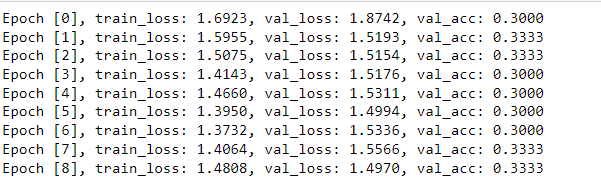 Epoch [0], train_loss: 1.6923, val_loss: 1.8742, val_acc: 0.3000
Epoch [1], train_loss: 1.5955, val_loss: 1.5193, val_acc: 0.3333
Epoch [2], train_loss: 1.5075, val_loss: 1.5154, val_acc: 0.3333
Epoch [3], train_loss: 1.4143, val_loss: 1.5176, val_acc: 0.3000
Epoch [4], train_loss: 1.4660, val_loss: 1.5311, val_acc: 0.3000
Epoch [5], train_loss: 1.3950, val_loss: 1.4994, val_acc: 0.3000
Epoch [6], train_loss: 1.3732, val_loss: 1.5336, val_acc: 0.3000
Epoch [7], train_loss: 1.4064, val_loss: 1.5566, val_acc: 0.3333
Epoch [8], train_loss: 1.4808, val_loss: 1.4970, val_acc: 0.3333